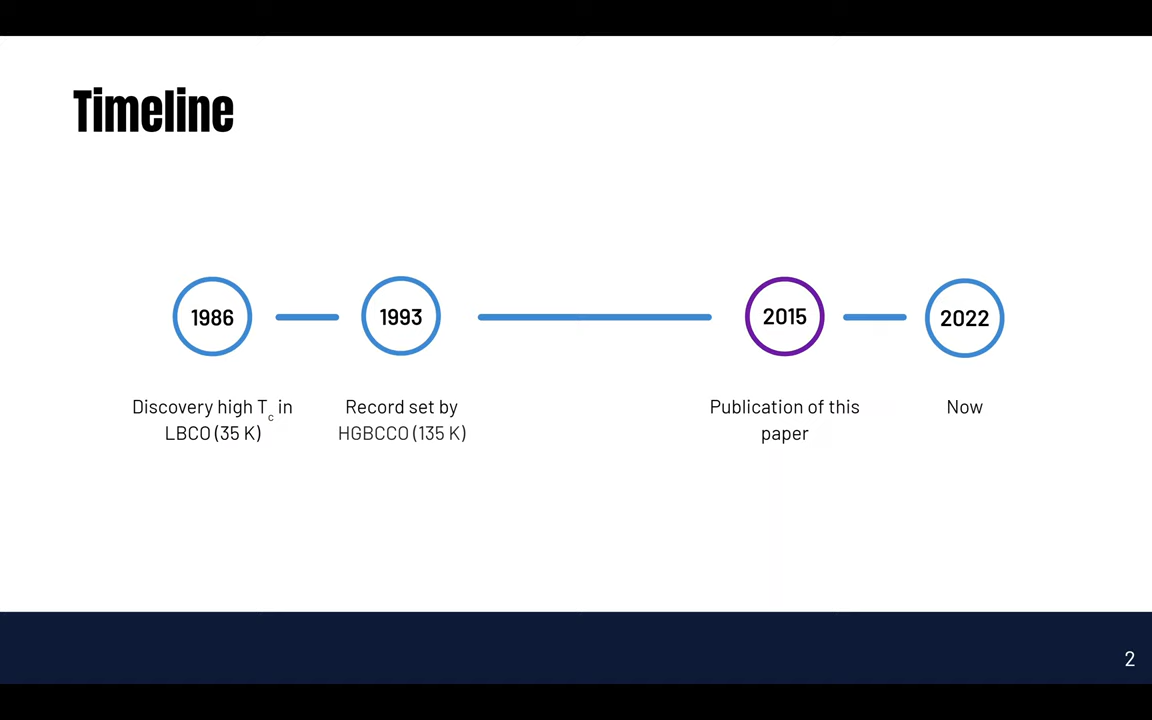 Timeline
1986
1993
2015
2022
Discovery high Tc in
LBCO (35 K)
Record set by
HGBCCO (135 K)
Publication of this
paper
Now
2